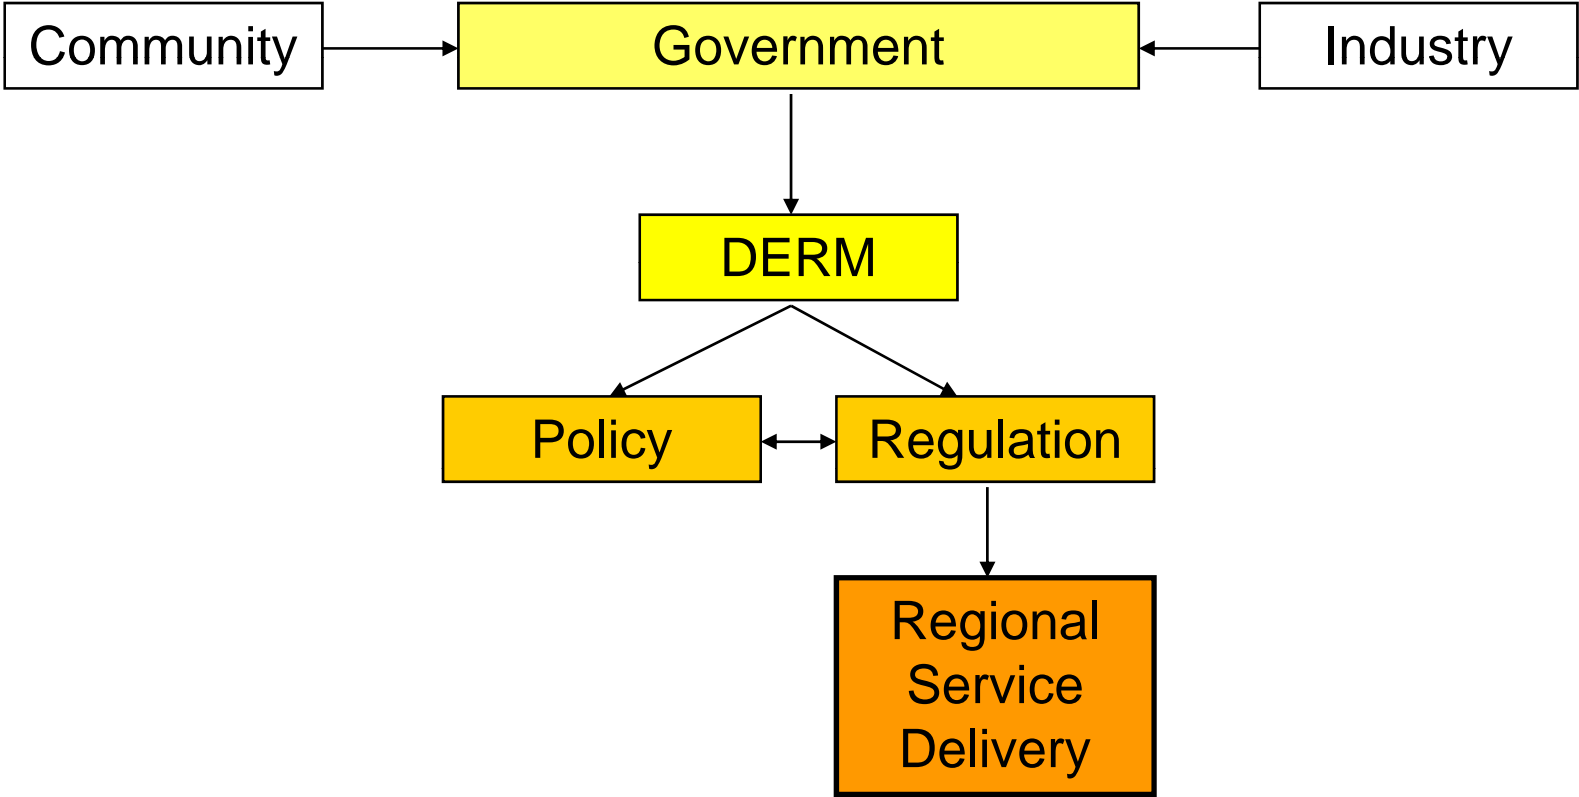 Community
Government
Industry
DERM
Policy
Regulation
Regional
Service
Delivery